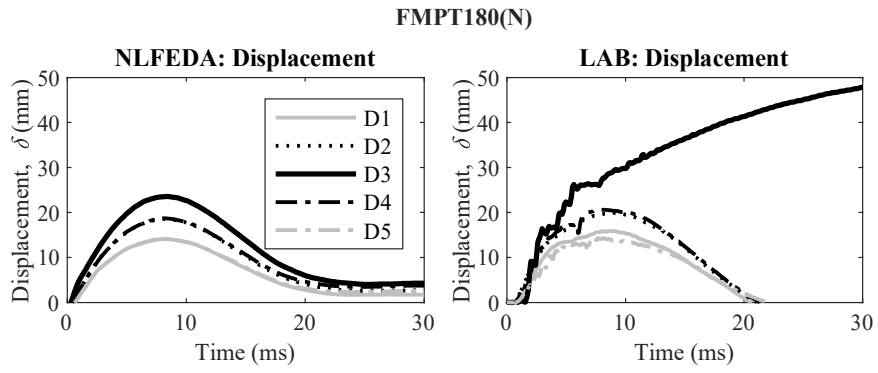 FMPT180(N)
NLFEDA: Displacement
Displacement, δ (mm)
50
40
30
20
10
0
D1
D2
D3
D4
D5
0
10
20
30
Time (ms)
LAB: Displacement
Displacement, δ (mm)
50
40
30
20
10
0
0
10
20
30
Time (ms)